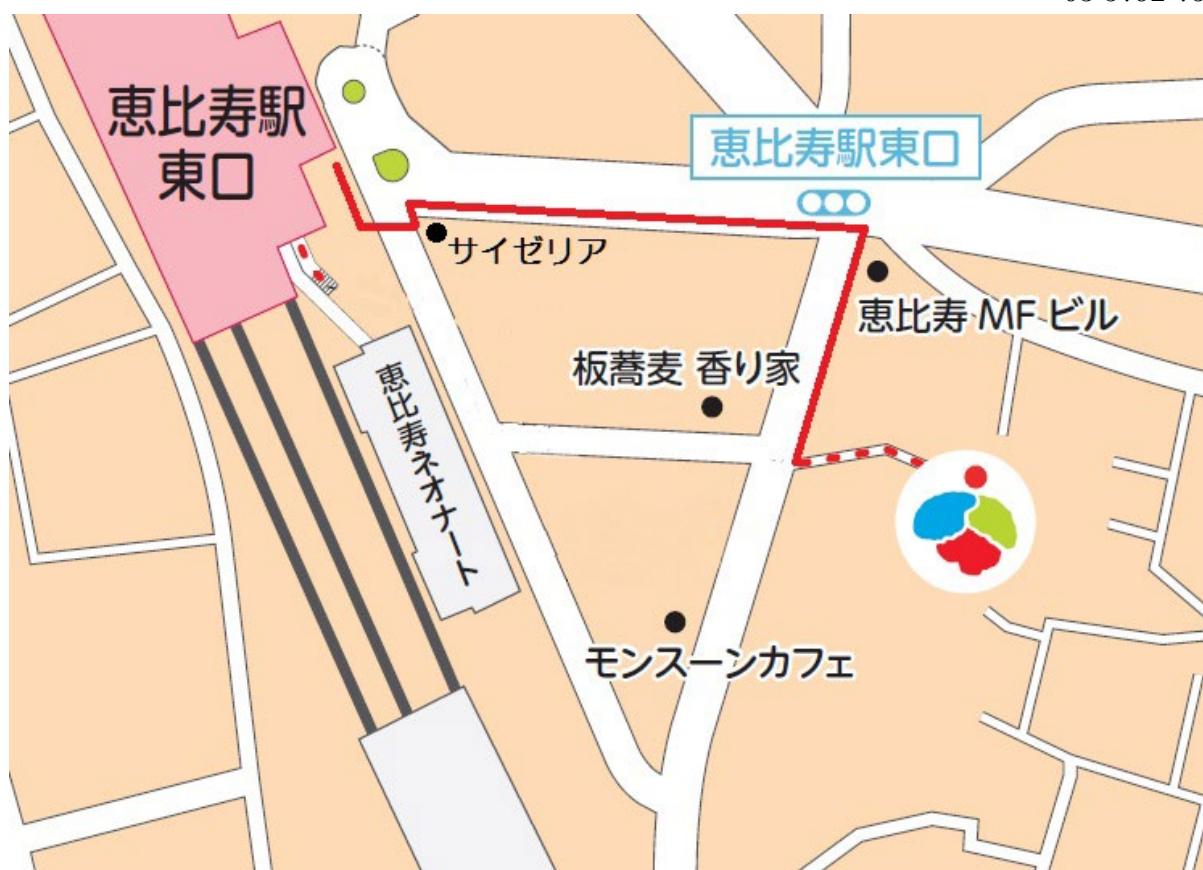 恵比寿駅
東口
恵比寿駅東口
サイゼリア
恵比寿 MF ビル
板蕎麦 香り家
恵比寿ネオナート
モンスーンカフェ